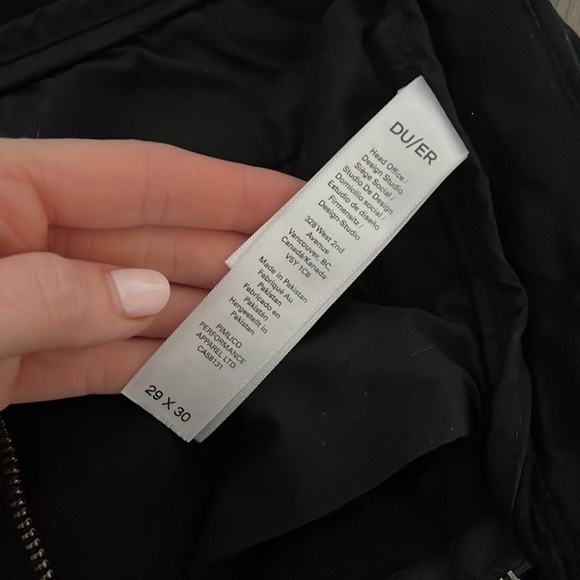 DU/ER
Head Office/
Design Studio
Siège Social/
Studio De Design
Domicilio social/
Estudio de diseño
Firmensitz/
Design-Studio
328 West 2nd
Avenue
Vancouver, BC,
Canada/Kanada
V5Y 1C8
Made in Pakistan
Fabriqué Au
Pakistan
Fabricado en
Pakistán
Hergestellt in
Pakistan
PIMLICO
PERFORMANCE
APPAREL LTD.
CA58131
29 X 30